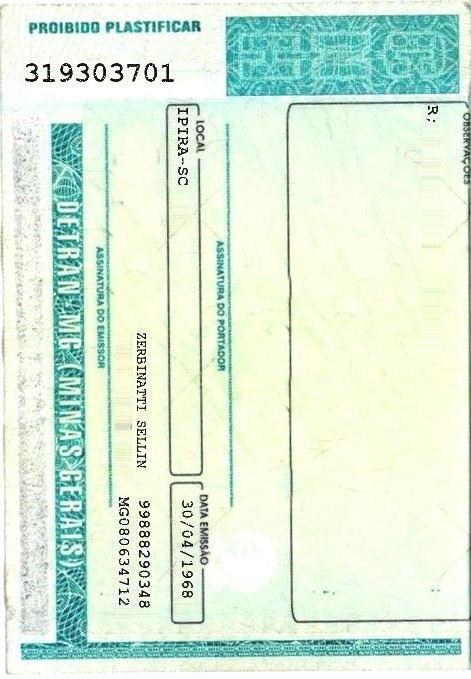 PROIBIDO PLASTIFICAR
319303701
OBSERVAÇÕES
R;
ASSINATURA DO PORTADOR
LOCAL
IPIRA-SC
DATA EMISSÃO
30/04/1968
ZERBINATTI SELLIN
99888290348
MG080634712
ASSINATURA DO EMISSOR
DETRAN-MG (MINAS GERAIS)